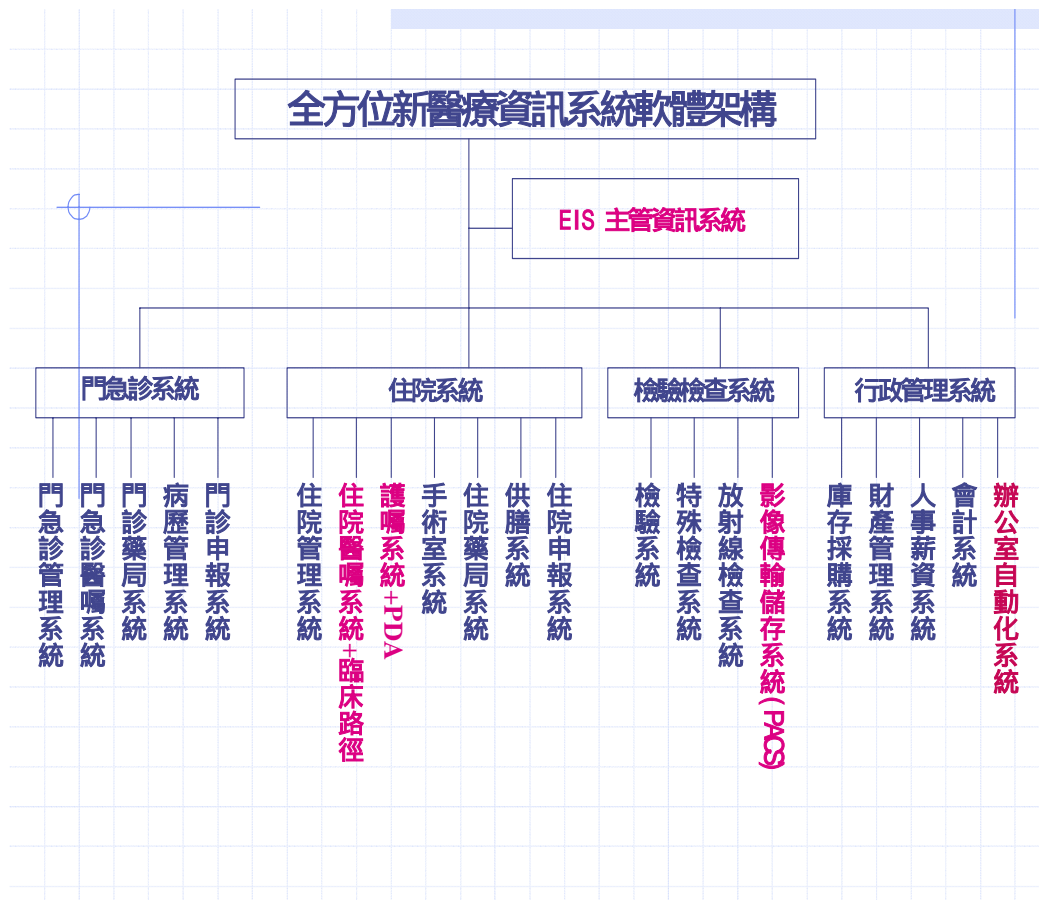 全方位新醫療資訊系統軟體架構
EIS 主管資訊系統
門急診系統
住院系統
檢驗檢查系統
行政管理系統
門急診管理系統
門急診醫囑系統
門診藥局系統
病歷管理系統
門診申報系統
住院管理系統
住院醫囑系統+臨床路徑
護囑系統+PDA
手術室系統
住院藥局系統
供膳系統
住院申報系統
檢驗系統
特殊檢查系統
放射線檢查系統
影像傳輸儲存系統(PACS)
庫存採購系統
財產管理系統
人事薪資系統
會計系統
辦公室自動化系統